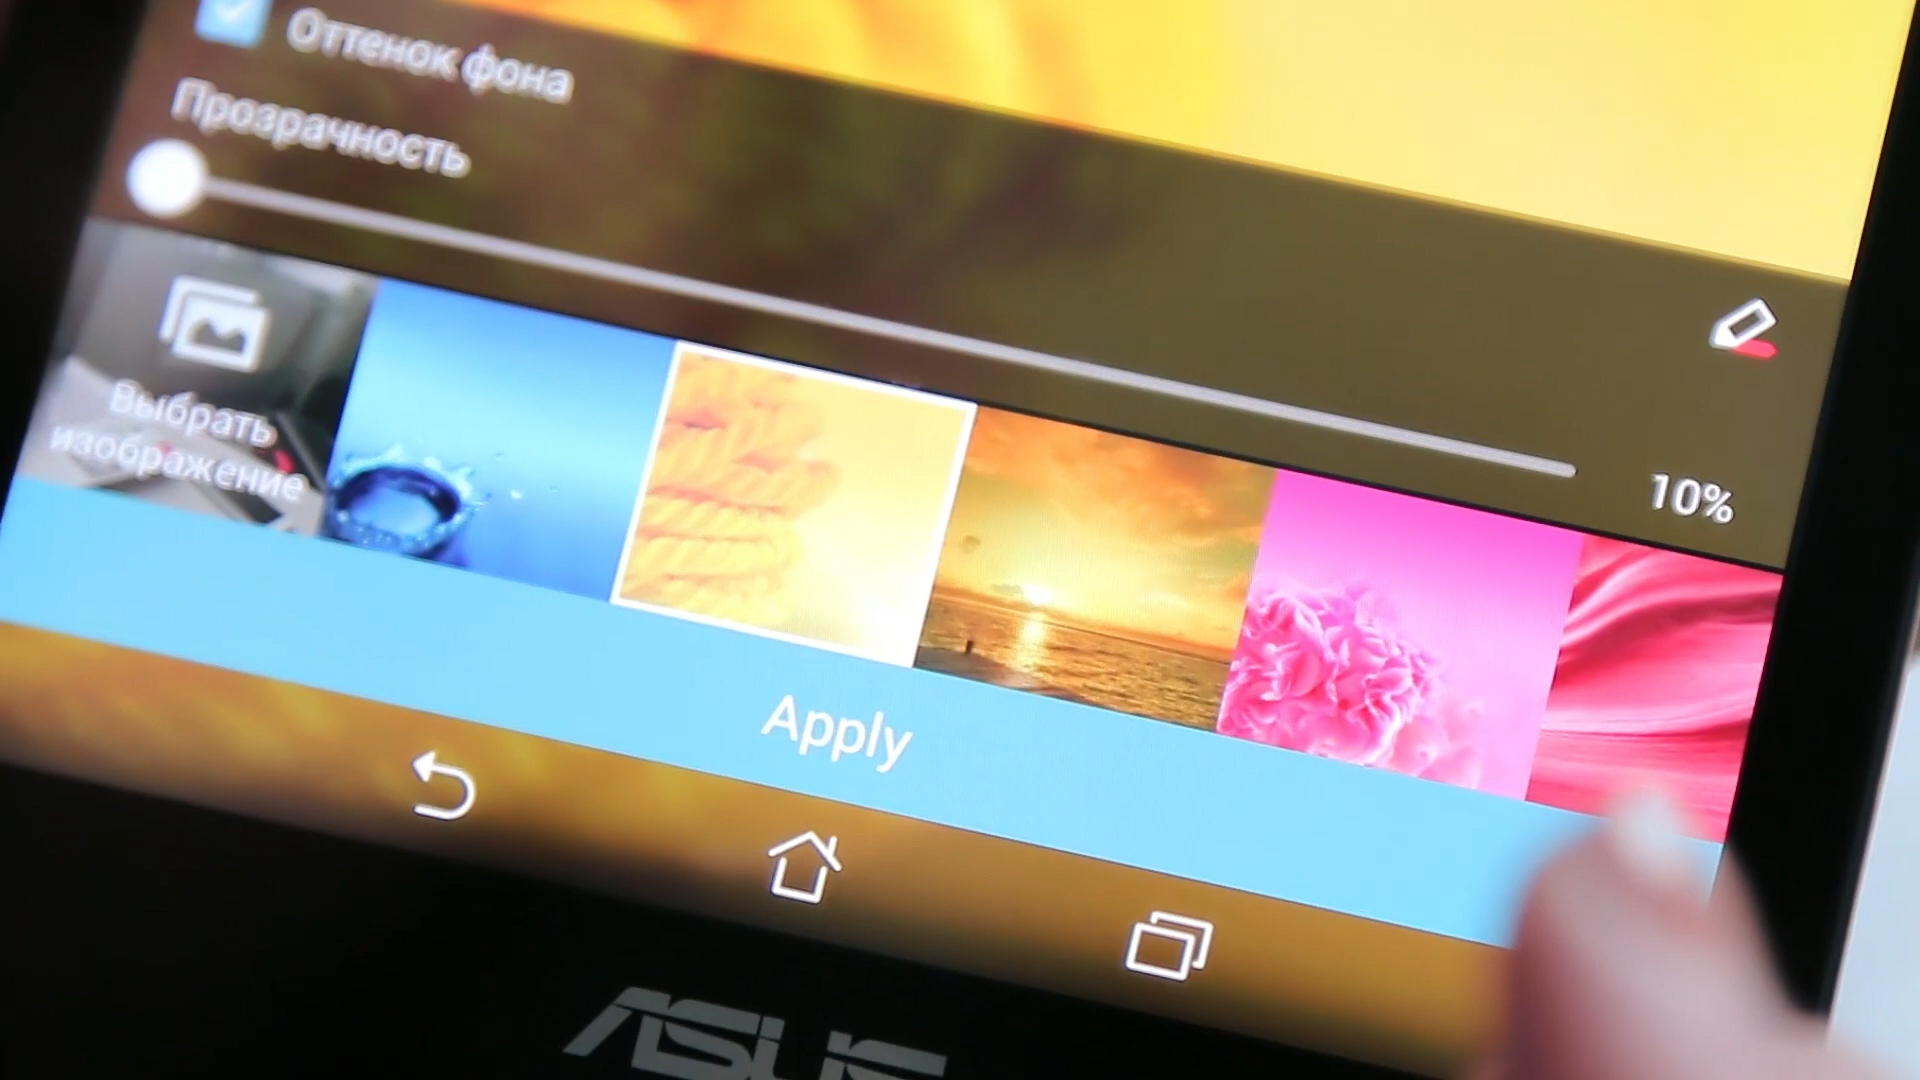 Оттенок фона
Прозрачность
10%
Выбрать
изображение
Apply
ASUS